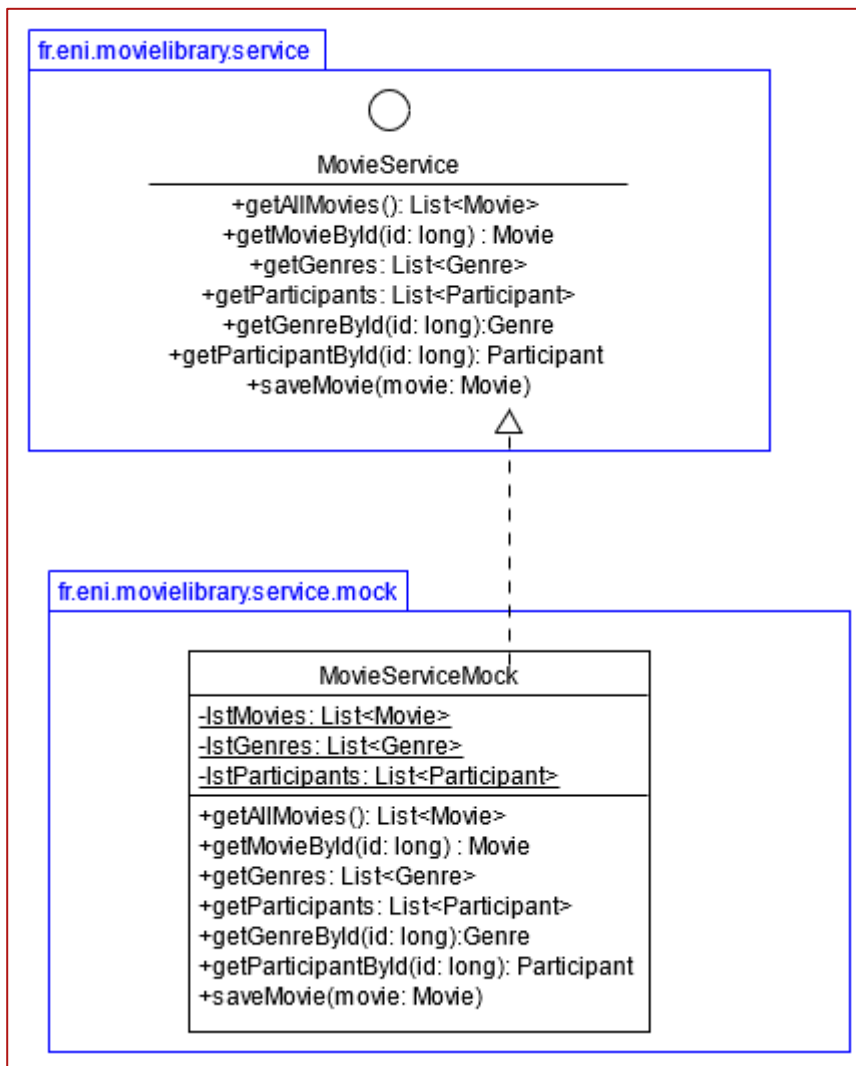 fr.eni.movielibrary.service
MovieService
+getAllMovies(): List<Movie>
+getMovieById(id: long) : Movie
+getGenres: List<Genre>
+getParticipants: List<Participant>
+getGenreById(id: long):Genre
+getParticipantById(id: long): Participant
+saveMovie(movie: Movie)
fr.eni.movielibrary.service.mock
MovieServiceMock
-lstMovies: List<Movie>
-lstGenres: List<Genre>
-lstParticipants: List<Participant>
+getAllMovies(): List<Movie>
+getMovieById(id: long) : Movie
+getGenres: List<Genre>
+getParticipants: List<Participant>
+getGenreById(id: long):Genre
+getParticipantById(id: long): Participant
+saveMovie(movie: Movie)